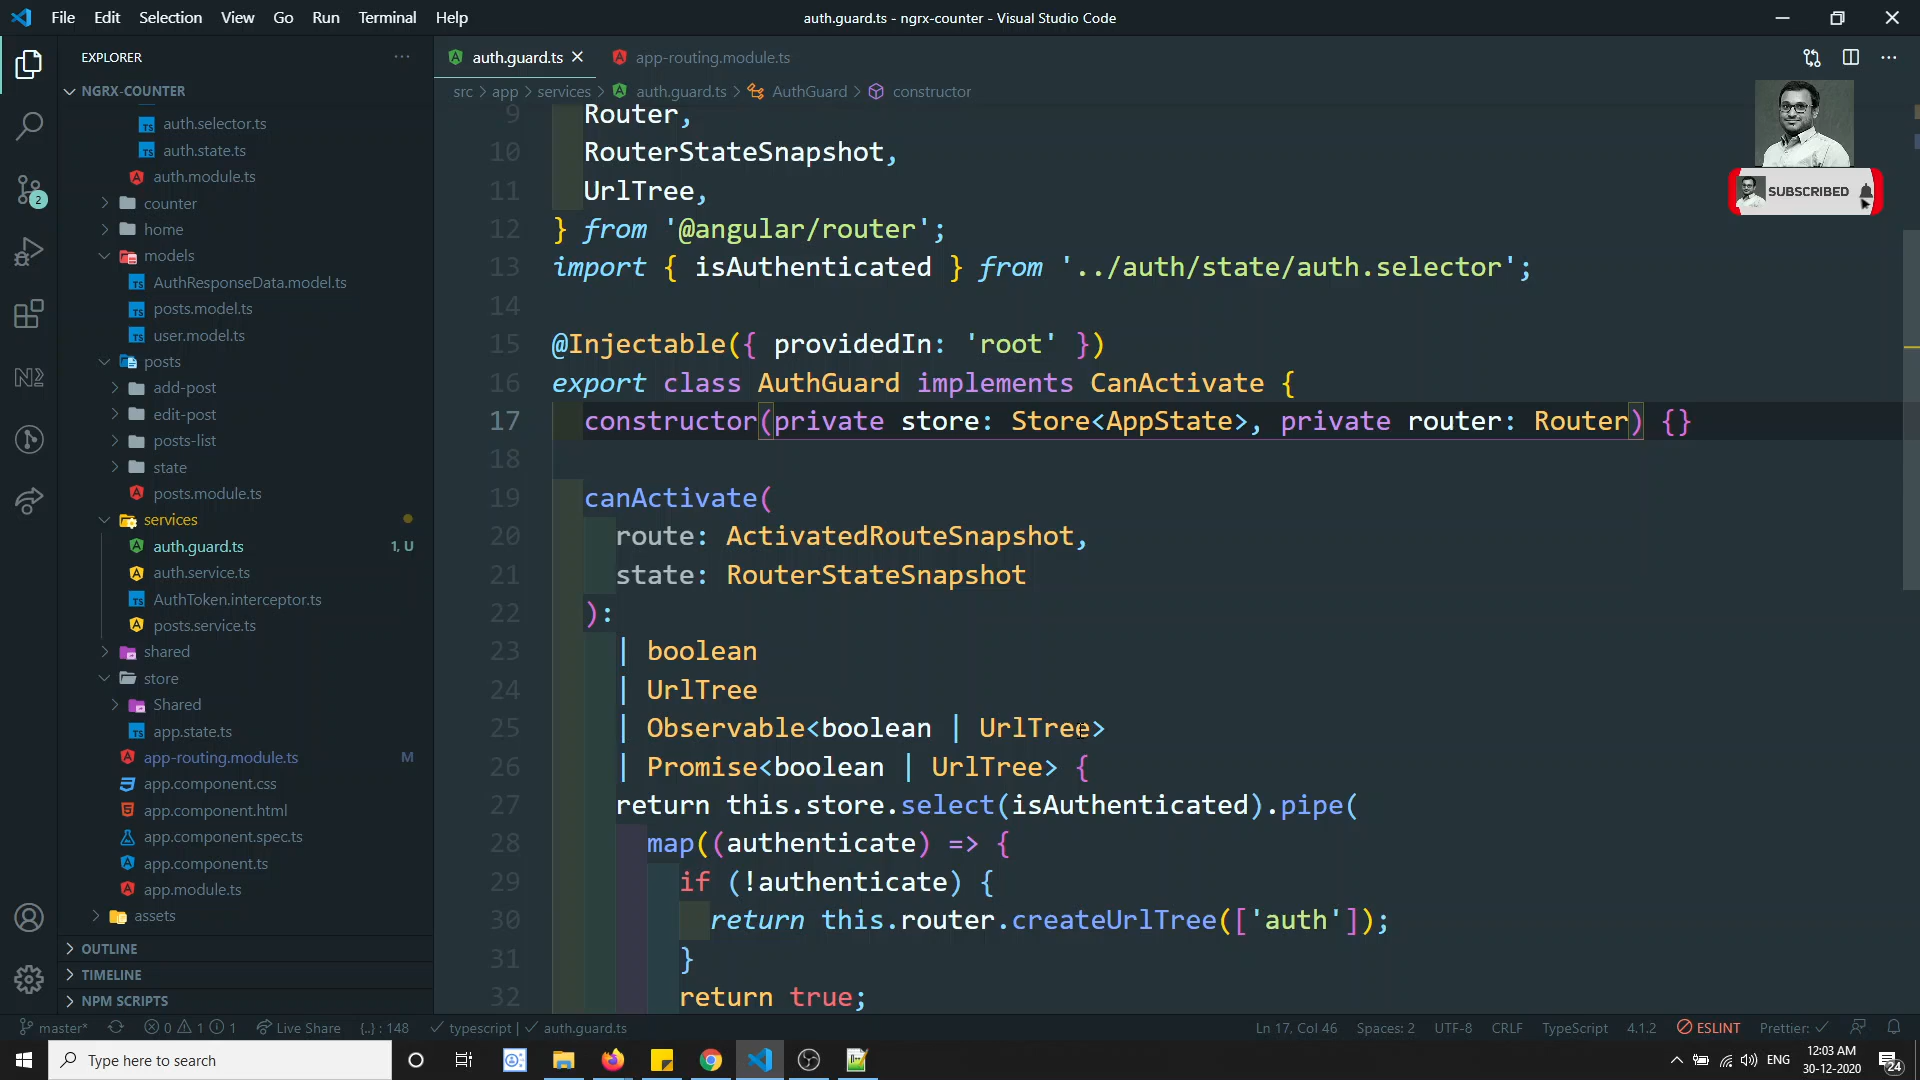 File Edit Selection View Go Run Terminal Help
auth.guard.ts - ngrx-counter - Visual Studio Code
EXPLORER
NGRX-COUNTER
auth.selector.ts
auth.state.ts
auth.module.ts
counter
home
models
AuthResponseData.model.ts
posts.model.ts
user.model.ts
posts
add-post
edit-post
posts-list
state
posts.module.ts
services
auth.guard.ts 1, U
auth.service.ts
AuthToken.interceptor.ts
posts.service.ts
shared
store
Shared
app.state.ts
app-routing.module.ts M
app.component.css
app.component.html
app.component.spec.ts
app.component.ts
app.module.ts
assets
OUTLINE
TIMELINE
NPM SCRIPTS
2
auth.guard.ts app-routing.module.ts
src > app > services > auth.guard.ts > AuthGuard > constructor
SUBSCRIBED
9 Router,
10 RouterStateSnapshot,
11 UrlTree,
12 } from '@angular/router';
13 import { isAuthenticated } from '../auth/state/auth.selector';
14
15 @Injectable({ providedIn: 'root' })
16 export class AuthGuard implements CanActivate {
17 constructor(private store: Store<AppState>, private router: Router) {}
18
19 canActivate(
20 route: ActivatedRouteSnapshot,
21 state: RouterStateSnapshot
22 ):
23 | boolean
24 | UrlTree
25 | Observable<boolean | UrlTree>
26 | Promise<boolean | UrlTree> {
27 return this.store.select(isAuthenticated).pipe(
28 map((authenticate) => {
29 if (!authenticate) {
30 return this.router.createUrlTree(['auth']);
31 }
32 return true;
master* 0 1 1 Live Share {..} : 148 typescript | auth.guard.ts
Ln 17, Col 46 Spaces: 2 UTF-8 CRLF TypeScript 4.1.2 ESLINT Prettier:
Type here to search
ENG
12:03 AM
30-12-2020
24